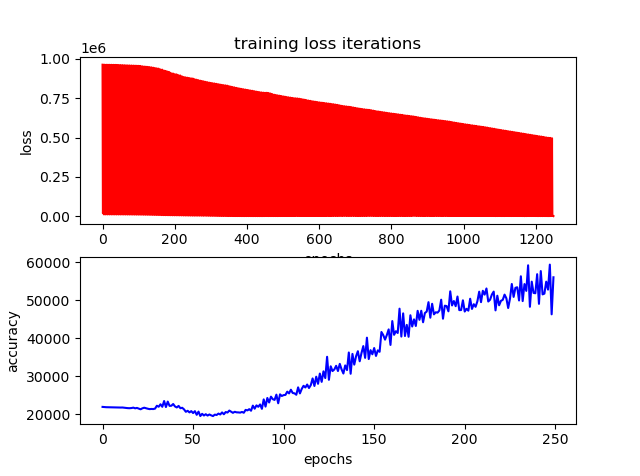 training loss iterations
1e6
1.00
0.75
0.50
0.25
0.00
loss
0 200 400 600 800 1000 1200
epochs
60000
50000
40000
30000
20000
accuracy
0 50 100 150 200 250
epochs